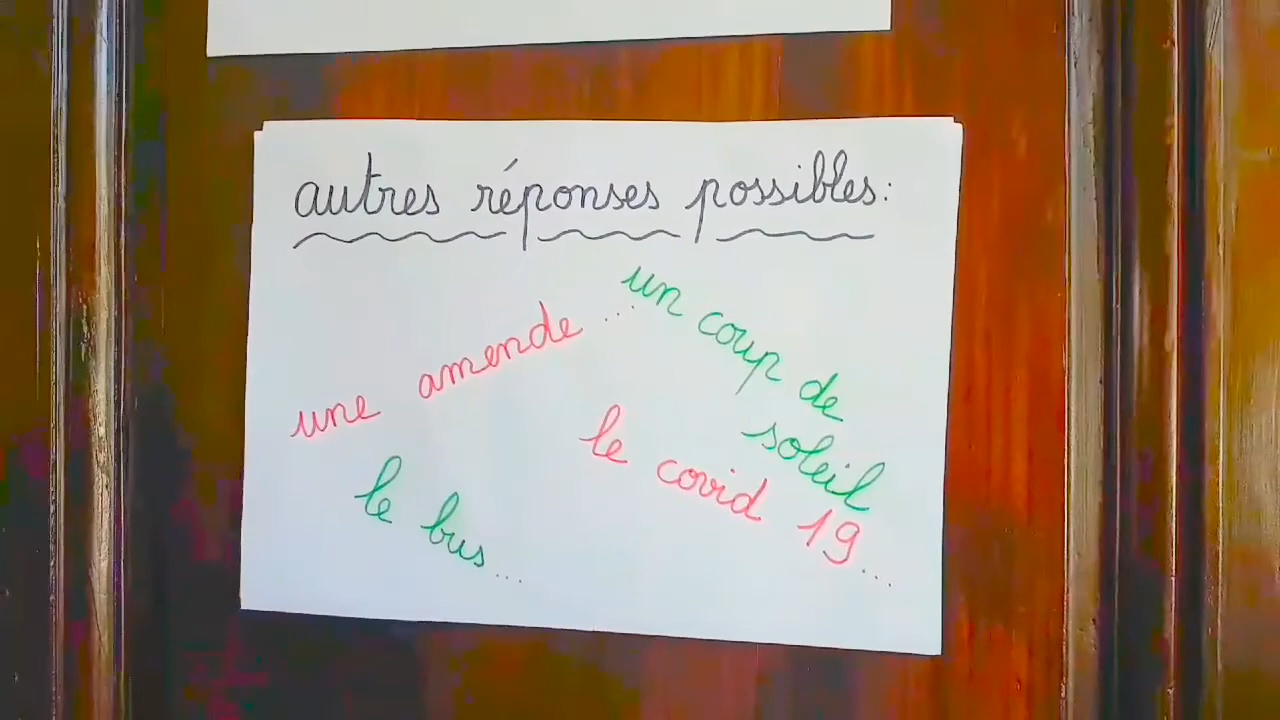 autres réponses possibles:
une amende ...
un coup de
soleil
le bus...
le covid 19...